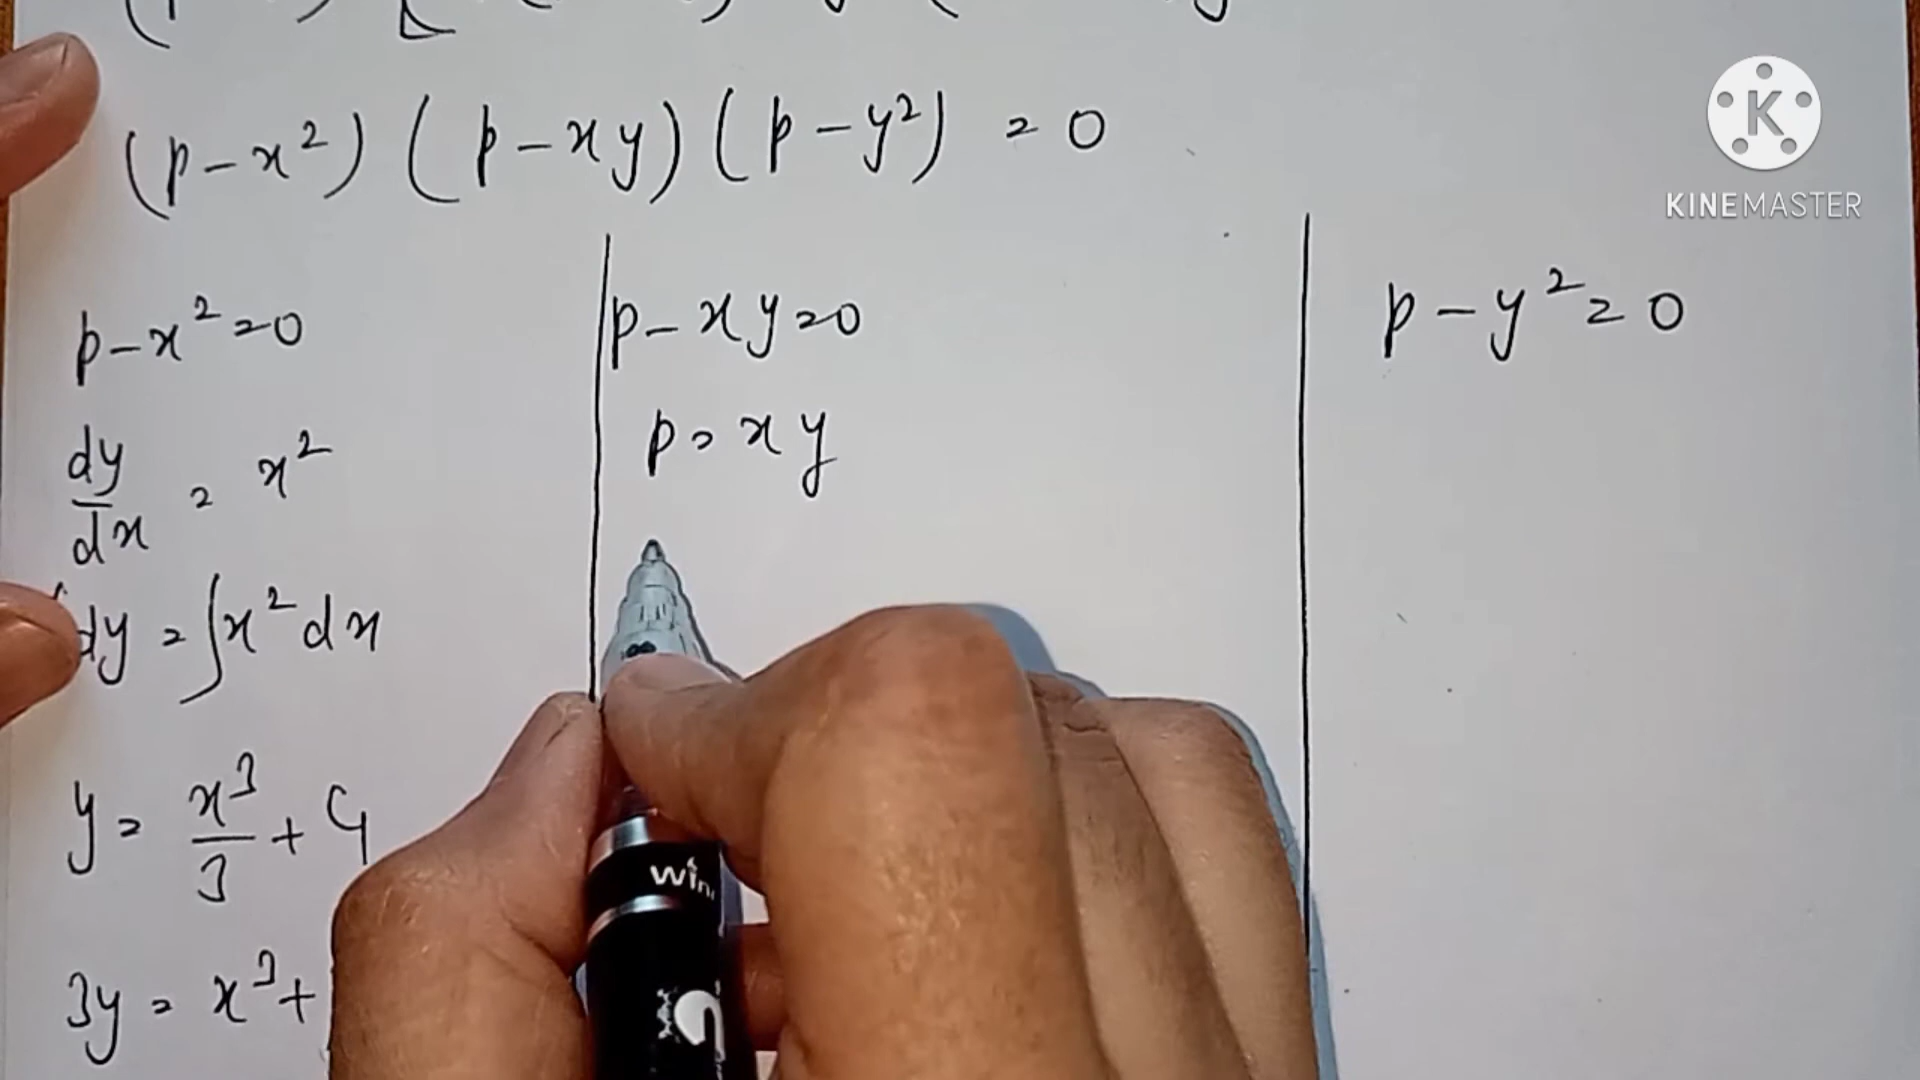 (p - x²) (p - xy) (p - y²) = 0
p - x² = 0
dy/dx = x²
dy = ∫x² dx
y = x³/3 + C₁
3y = x³ +
p - xy = 0
p = xy
p - y² = 0
K
KINEMASTER